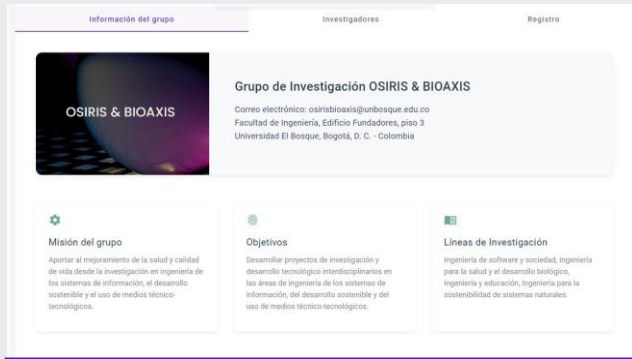 Información del grupo
Investigadores
Registro
OSIRIS & BIOAXIS
Grupo de Investigación OSIRIS & BIOAXIS
Correo electrónico: osirisbioaxis@unbosque.edu.co
Facultad de Ingeniería, Edificio Fundadores, piso 3
Universidad El Bosque, Bogotá, D. C. - Colombia
Misión del grupo
Aportar al mejoramiento de la salud y calidad
de vida desde la investigación en ingeniería de
los sistemas de información, el desarrollo
sostenible y el uso de medios técnico-
tecnológicos.
Objetivos
Desarrollar proyectos de investigación y
desarrollo tecnológico interdisciplinarios en
las áreas de ingeniería de los sistemas de
información, del desarrollo sostenible y del
uso de medios técnico-tecnológicos.
Líneas de Investigación
Ingeniería de software y sociedad, Ingeniería
para la salud y el desarrollo biológico,
Ingeniería y educación, Ingeniería para la
sostenibilidad de sistemas naturales.